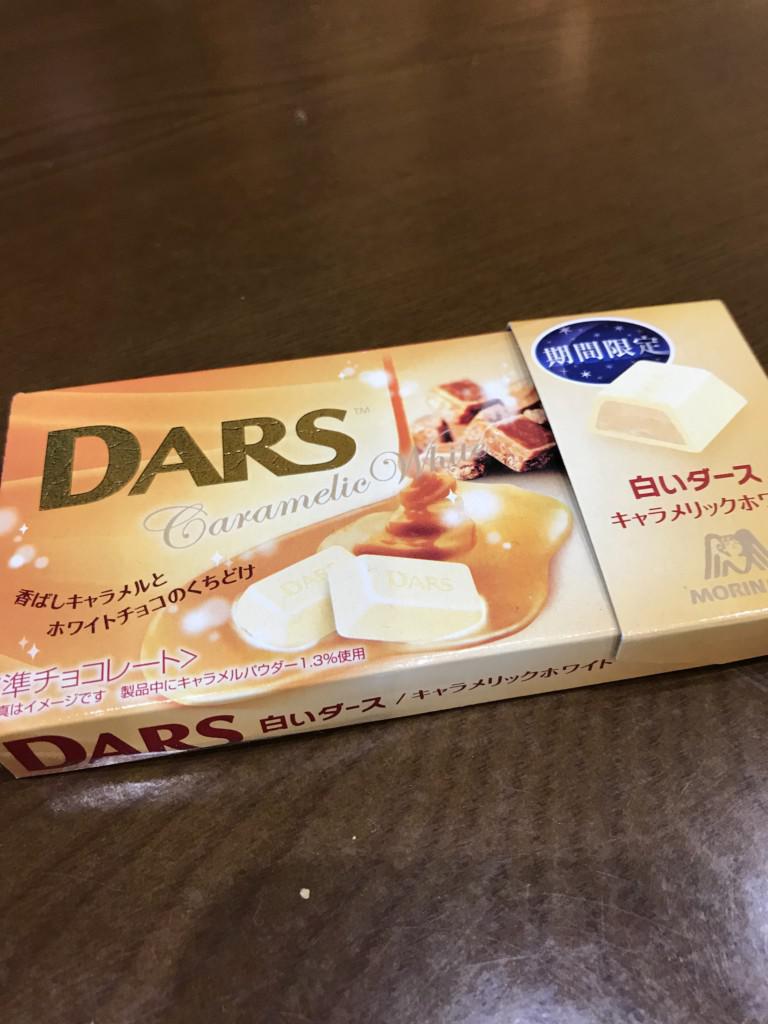 DARS™
Caramelic White
香ばしキャラメルと
ホワイトチョコのくちどけ
準チョコレート>
真はイメージです 製品中にキャラメルパウダー1.3%使用
期間限定
白いダース
キャラメリックホワ
MORIN
DARS
DARS
DARS 白いダース / キャラメリックホワイト